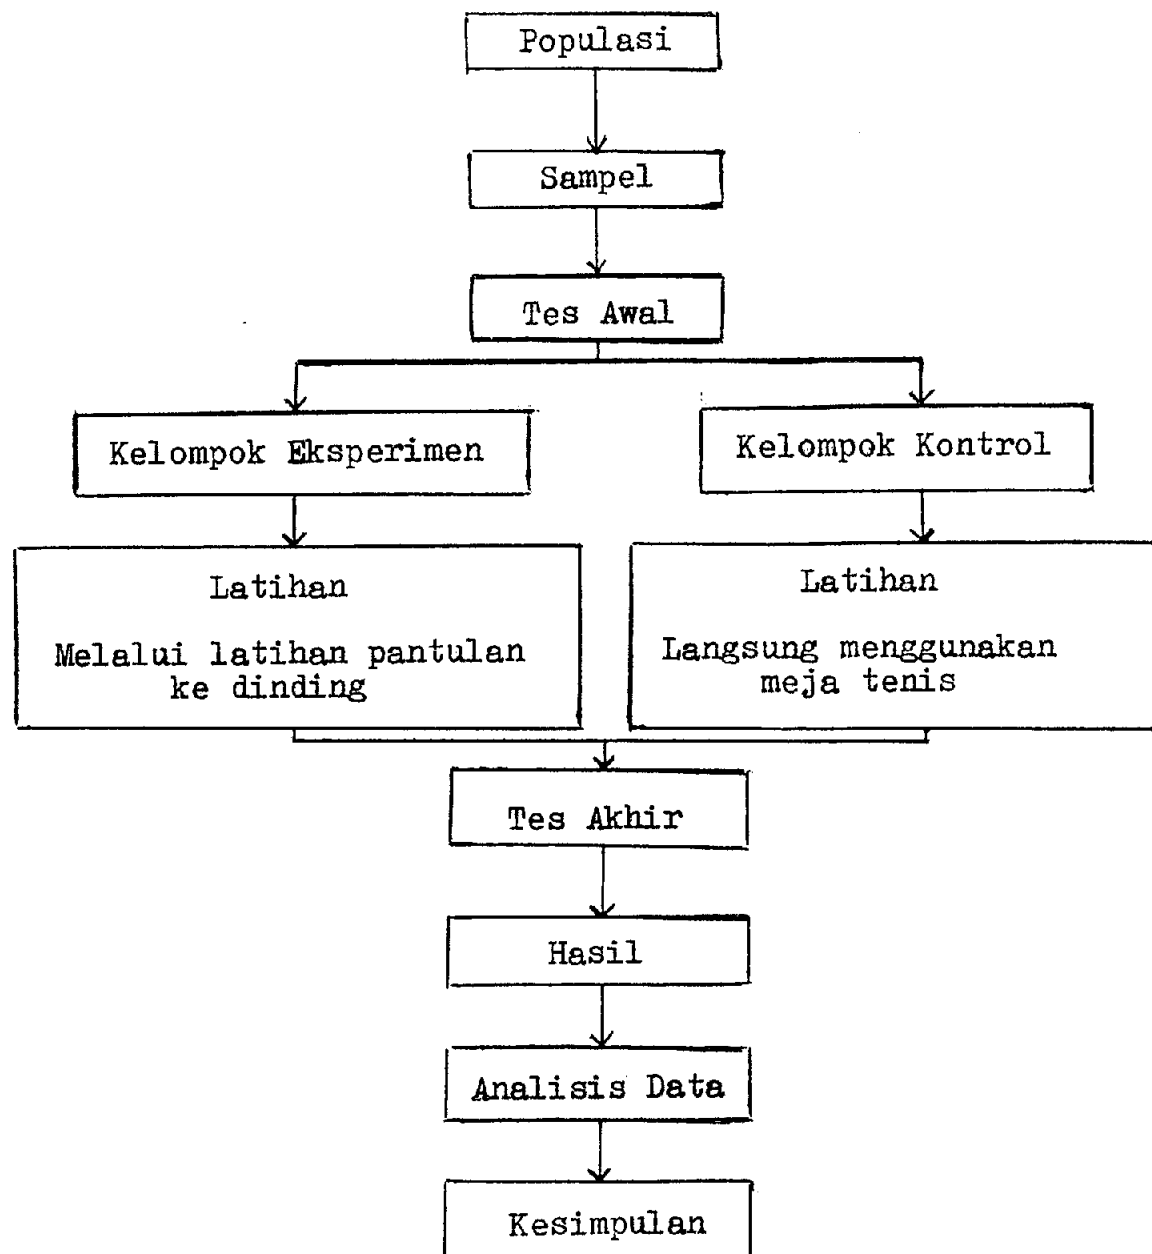 Populasi
Sampel
Tes Awal
Kelompok Eksperimen
Kelompok Kontrol
Latihan
Melalui latihan pantulan
ke dinding
Latihan
Langsung menggunakan
meja tenis
Tes Akhir
Hasil
Analisis Data
Kesimpulan